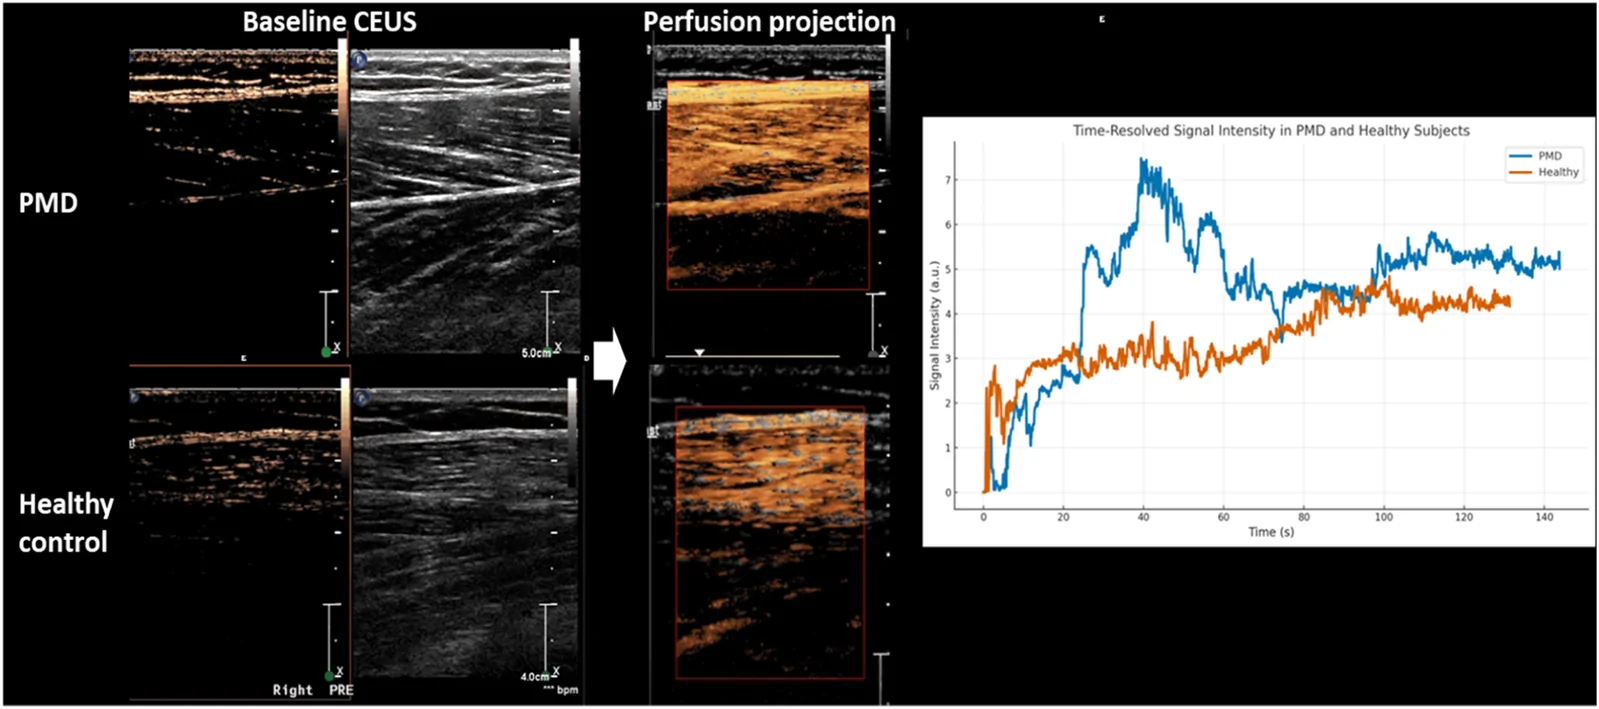 Baseline CEUS
Perfusion projection
E
PMD
P
X
X
5.0cm
X
E
D
Healthy
control
X
X
4.0cm
Right PRE
*** bpm
Time-Resolved Signal Intensity in PMD and Healthy Subjects
PMD
Healthy
Signal Intensity (a.u.)
7
6
5
4
3
2
1
0
0 20 40 60 80 100 120 140
Time (s)